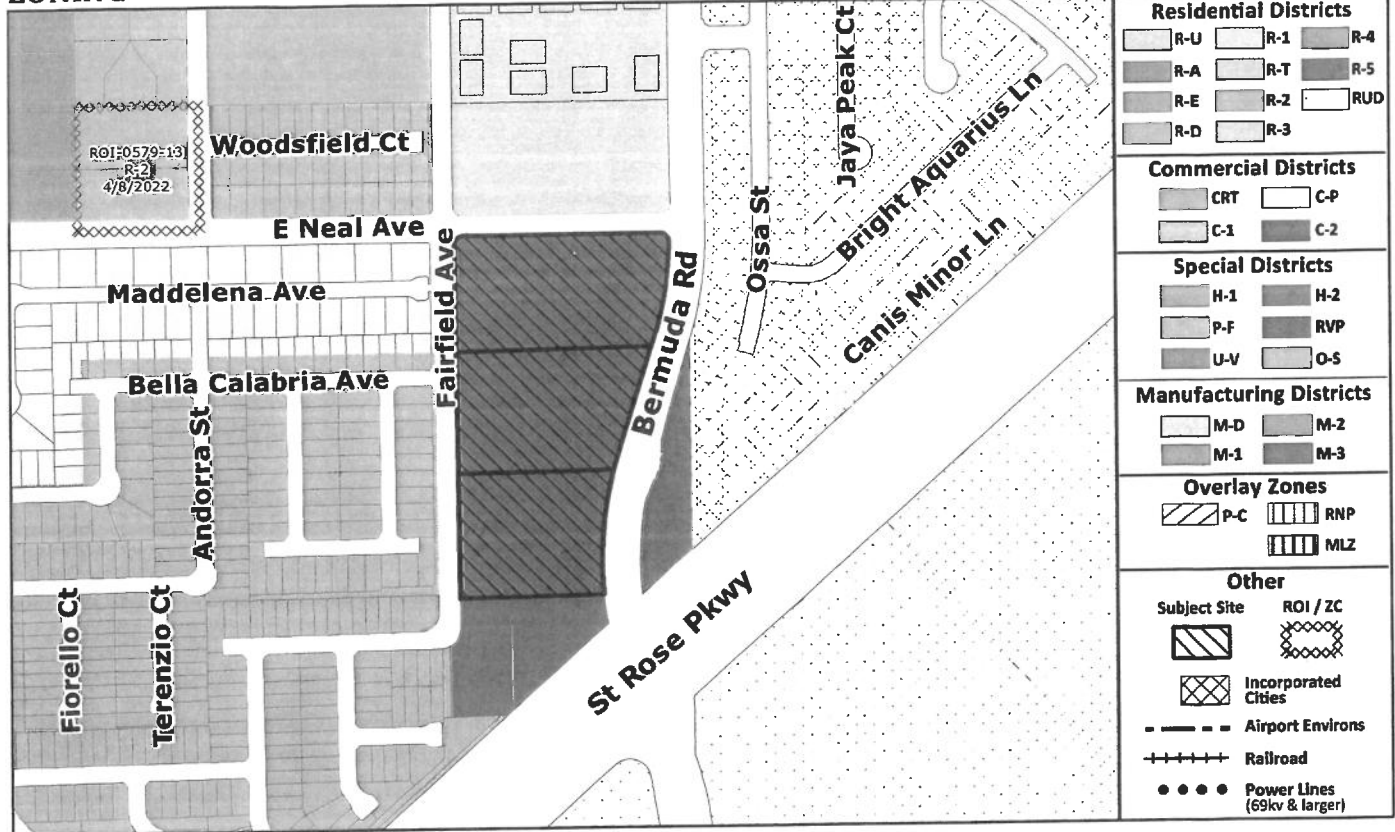 Woodsfield Ct
ROI-0579-13
R-2
4/8/2022
E Neal Ave
Maddelena Ave
Bella Calabria Ave
Andorra St
Fiorello Ct
Terenzio Ct
Fairfield Ave
Bermuda Rd
Ossa St
Jaya Peak Ct
Bright Aquarius Ln
Canis Minor Ln
St Rose Pkwy
Residential Districts
R-U R-1 R-4
R-A R-T R-5
R-E R-2 RUD
R-D R-3
Commercial Districts
CRT C-P
C-1 C-2
Special Districts
H-1 H-2
P-F RVP
U-V O-S
Manufacturing Districts
M-D M-2
M-1 M-3
Overlay Zones
P-C RNP
MLZ
Other
Subject Site ROI / ZC
Incorporated
Cities
Airport Environs
Railroad
Power Lines
(69kv & larger)